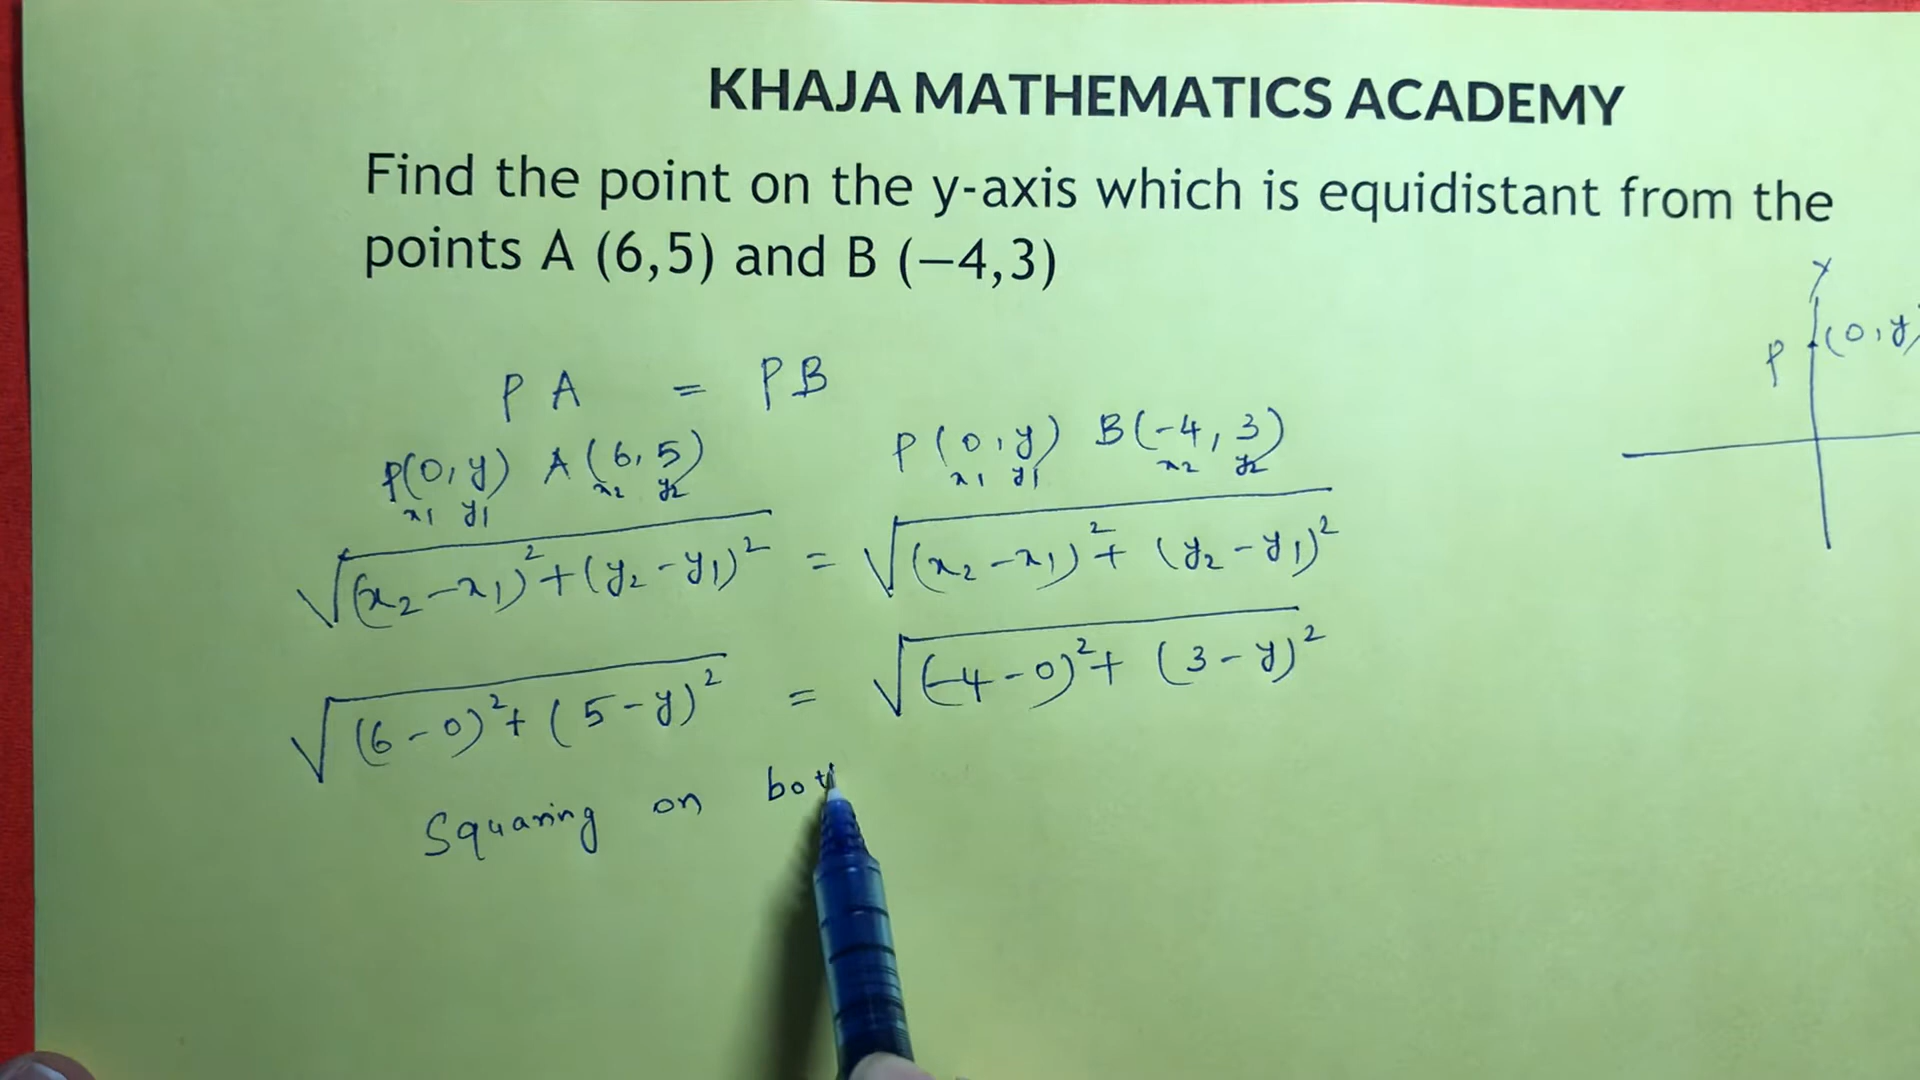 KHAJA MATHEMATICS ACADEMY
Find the point on the y-axis which is equidistant from the
points A (6,5) and B (−4,3)
Y
P (0,y)
PA = PB
P(0,y) A(6,5) P(0,y) B(-4,3)
x1 y1 x2 y2 x1 y1 x2 y2
√(x₂-x₁)²+(y₂-y₁)² = √(x₂-x₁)²+(y₂-y₁)²
√(6-0)²+(5-y)² = √(-4-0)²+(3-y)²
Squaring on bot